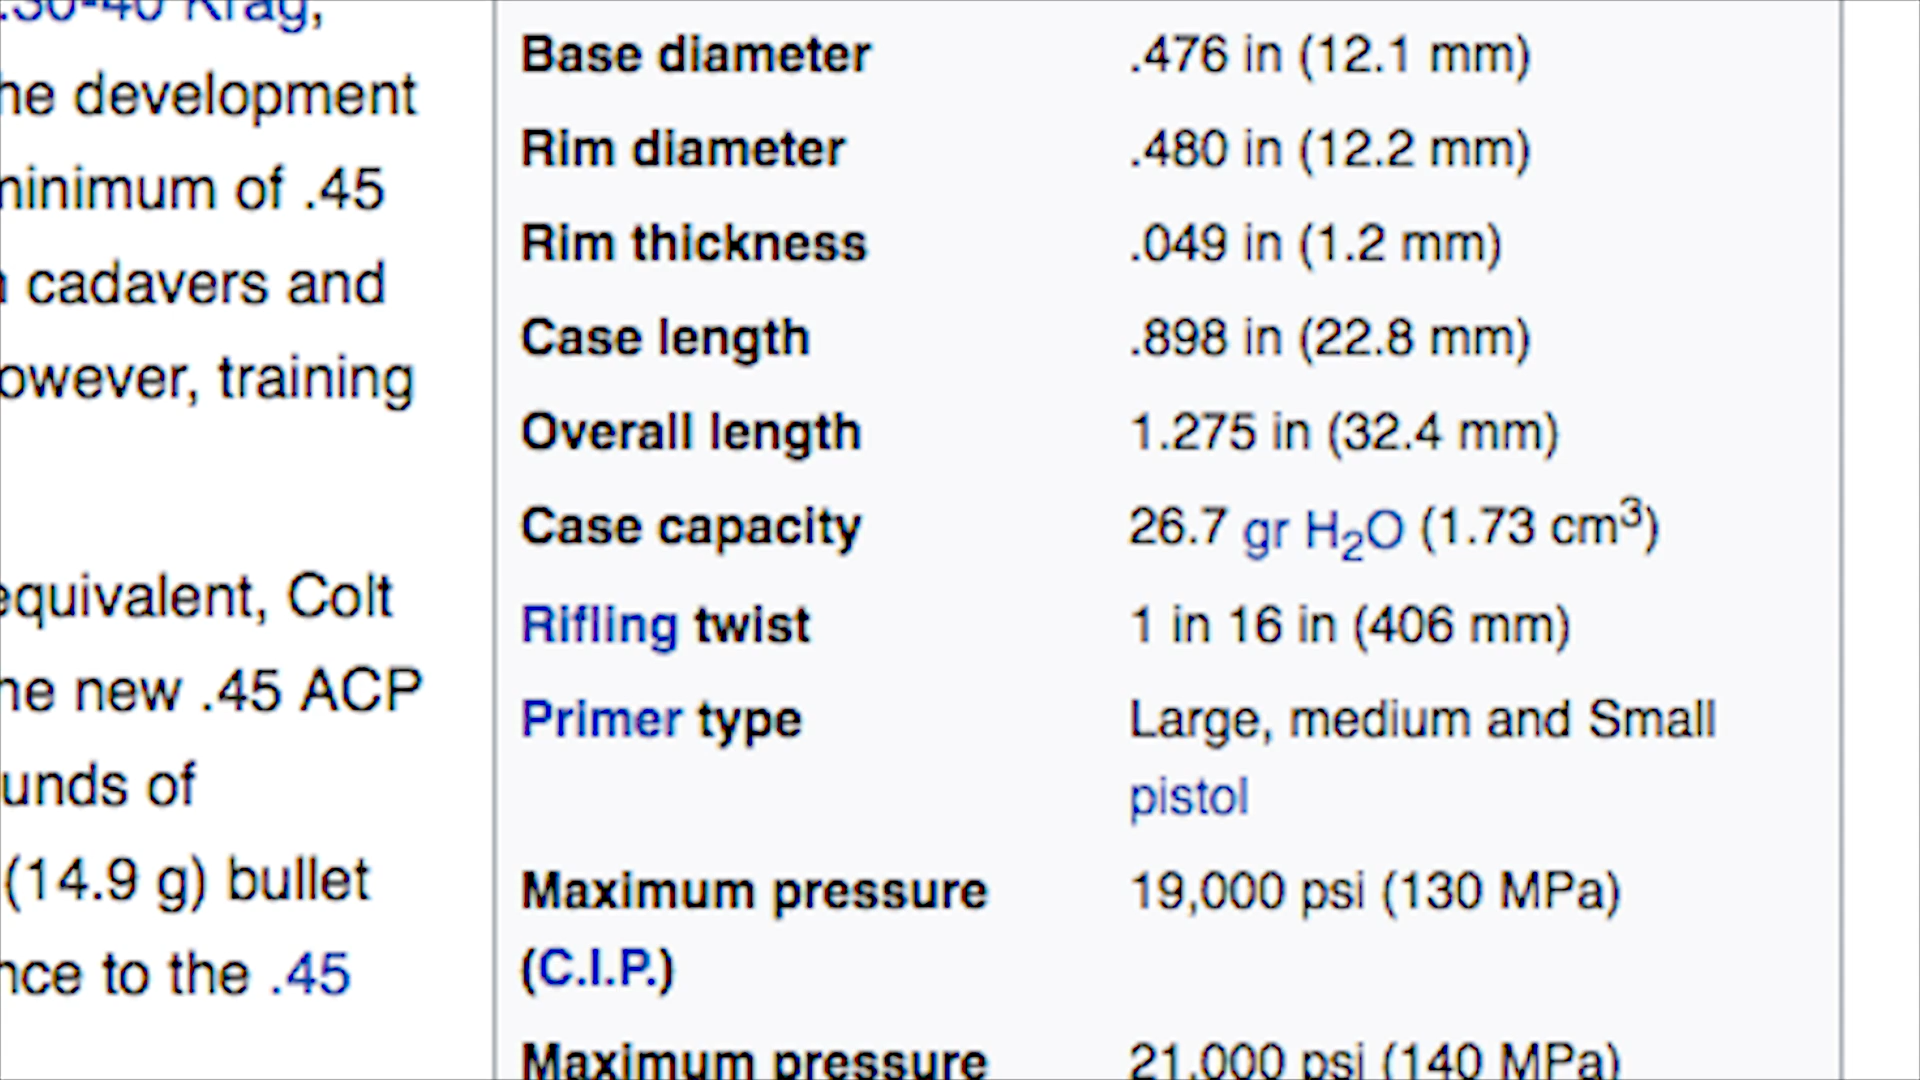 .30-40 Krag,
he development
minimum of .45
cadavers and
owever, training
equivalent, Colt
he new .45 ACP
unds of
(14.9 g) bullet
nce to the .45
Base diameter .476 in (12.1 mm)
Rim diameter .480 in (12.2 mm)
Rim thickness .049 in (1.2 mm)
Case length .898 in (22.8 mm)
Overall length 1.275 in (32.4 mm)
Case capacity 26.7 gr H₂O (1.73 cm³)
Rifling twist 1 in 16 in (406 mm)
Primer type Large, medium and Small
pistol
Maximum pressure 19,000 psi (130 MPa)
(C.I.P.)
Maximum pressure 21,000 psi (140 MPa)